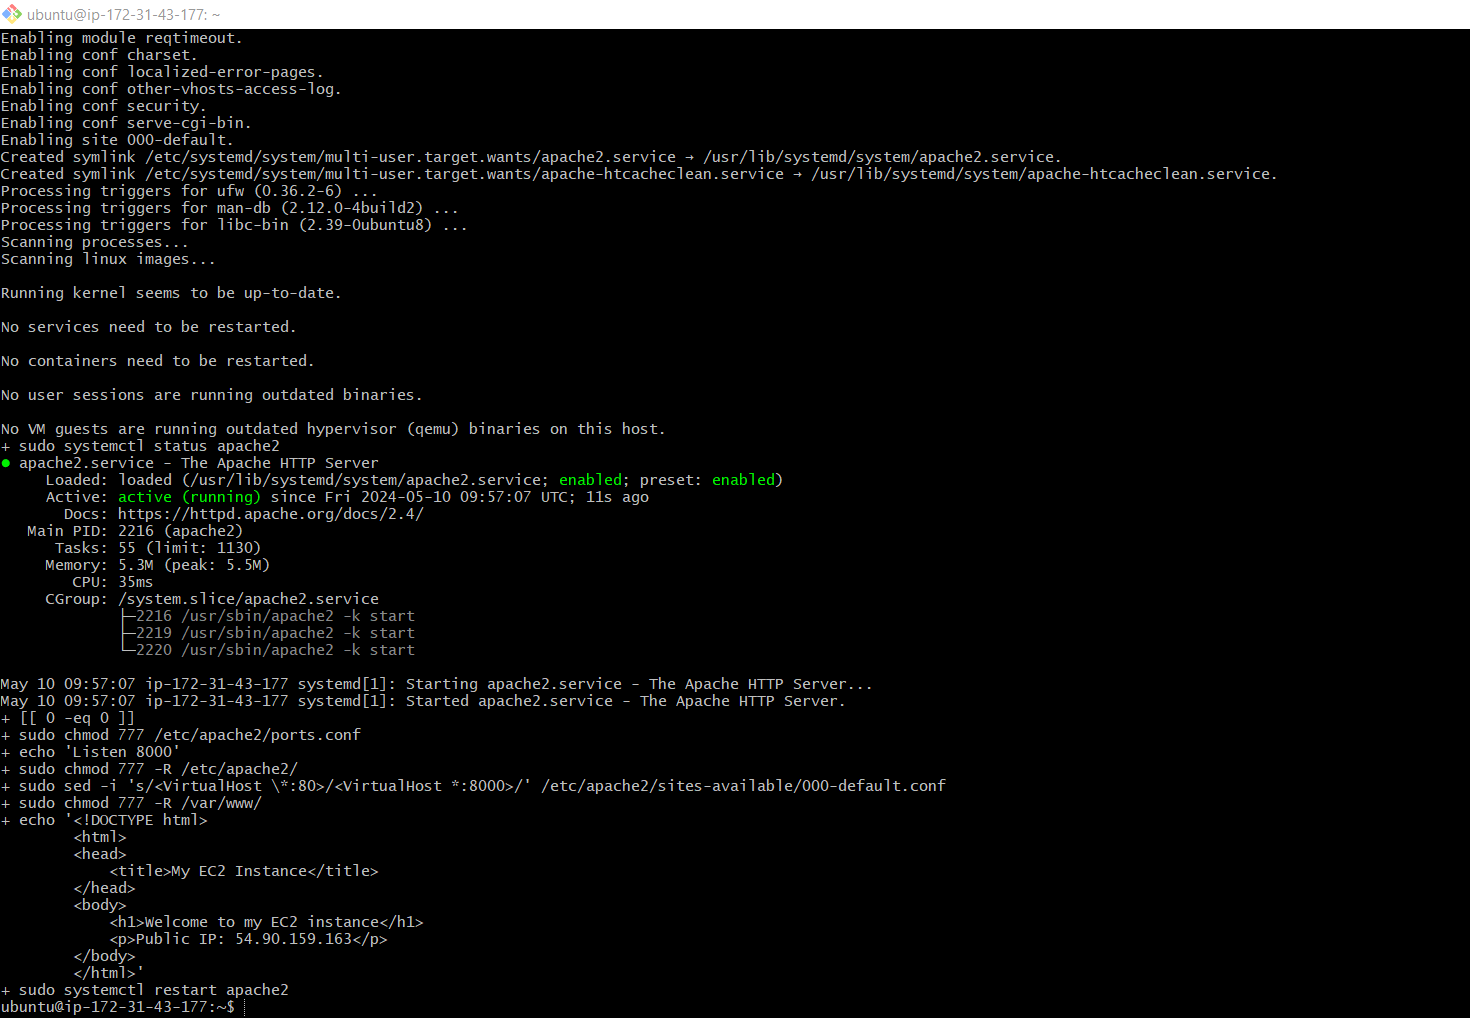 ubuntu@ip-172-31-43-177: ~
Enabling module reqtimeout.
Enabling conf charset.
Enabling conf localized-error-pages.
Enabling conf other-vhosts-access-log.
Enabling conf security.
Enabling conf serve-cgi-bin.
Enabling site 000-default.
Created symlink /etc/systemd/system/multi-user.target.wants/apache2.service → /usr/lib/systemd/system/apache2.service.
Created symlink /etc/systemd/system/multi-user.target.wants/apache-htcacheclean.service → /usr/lib/systemd/system/apache-htcacheclean.service.
Processing triggers for ufw (0.36.2-6) ...
Processing triggers for man-db (2.12.0-4build2) ...
Processing triggers for libc-bin (2.39-0ubuntu8) ...
Scanning processes...
Scanning linux images...
Running kernel seems to be up-to-date.
No services need to be restarted.
No containers need to be restarted.
No user sessions are running outdated binaries.
No VM guests are running outdated hypervisor (qemu) binaries on this host.
+ sudo systemctl status apache2
● apache2.service - The Apache HTTP Server
     Loaded: loaded (/usr/lib/systemd/system/apache2.service; enabled; preset: enabled)
     Active: active (running) since Fri 2024-05-10 09:57:07 UTC; 11s ago
       Docs: https://httpd.apache.org/docs/2.4/
   Main PID: 2216 (apache2)
      Tasks: 55 (limit: 1130)
     Memory: 5.3M (peak: 5.5M)
        CPU: 35ms
     CGroup: /system.slice/apache2.service
             ├─2216 /usr/sbin/apache2 -k start
             ├─2219 /usr/sbin/apache2 -k start
             └─2220 /usr/sbin/apache2 -k start
May 10 09:57:07 ip-172-31-43-177 systemd[1]: Starting apache2.service - The Apache HTTP Server...
May 10 09:57:07 ip-172-31-43-177 systemd[1]: Started apache2.service - The Apache HTTP Server.
+ [[ 0 -eq 0 ]]
+ sudo chmod 777 /etc/apache2/ports.conf
+ echo 'Listen 8000'
+ sudo chmod 777 -R /etc/apache2/
+ sudo sed -i 's/<VirtualHost \*:80>/<VirtualHost *:8000>/' /etc/apache2/sites-available/000-default.conf
+ sudo chmod 777 -R /var/www/
+ echo '<!DOCTYPE html>
        <html>
        <head>
            <title>My EC2 Instance</title>
        </head>
        <body>
            <h1>Welcome to my EC2 instance</h1>
            <p>Public IP: 54.90.159.163</p>
        </body>
        </html>'
+ sudo systemctl restart apache2
ubuntu@ip-172-31-43-177:~$